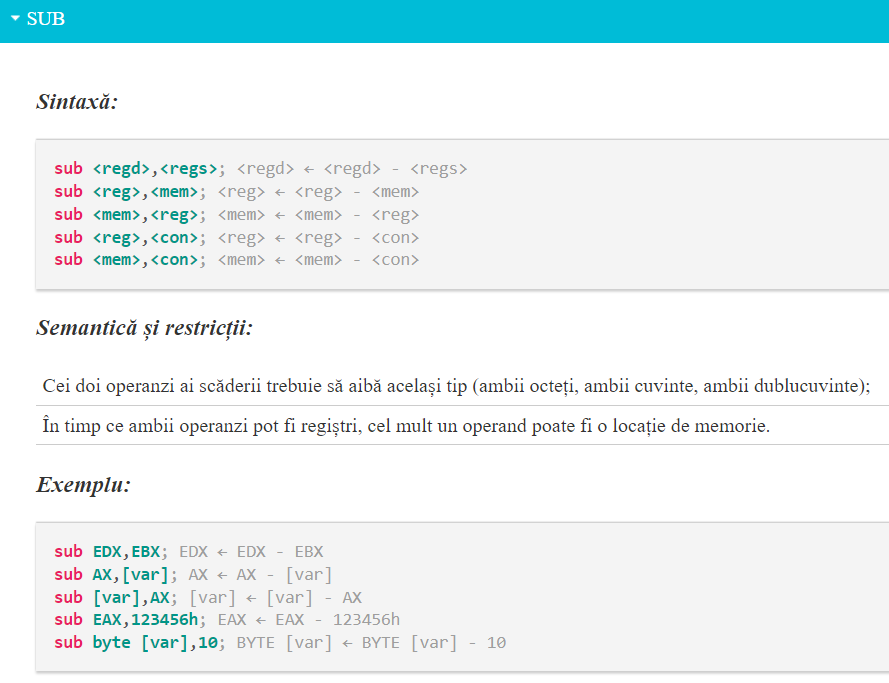 SUB
Sintaxă:
sub <regd>,<regs>; <regd> ← <regd> - <regs>
sub <reg>,<mem>; <reg> ← <reg> - <mem>
sub <mem>,<reg>; <mem> ← <mem> - <reg>
sub <reg>,<con>; <reg> ← <reg> - <con>
sub <mem>,<con>; <mem> ← <mem> - <con>
Semantică și restricții:
Cei doi operanzi ai scăderii trebuie să aibă același tip (ambii octeți, ambii cuvinte, ambii dublucuvinte);
În timp ce ambii operanzi pot fi regiștri, cel mult un operand poate fi o locație de memorie.
Exemplu:
sub EDX,EBX; EDX ← EDX - EBX
sub AX,[var]; AX ← AX - [var]
sub [var],AX; [var] ← [var] - AX
sub EAX,123456h; EAX ← EAX - 123456h
sub byte [var],10; BYTE [var] ← BYTE [var] - 10